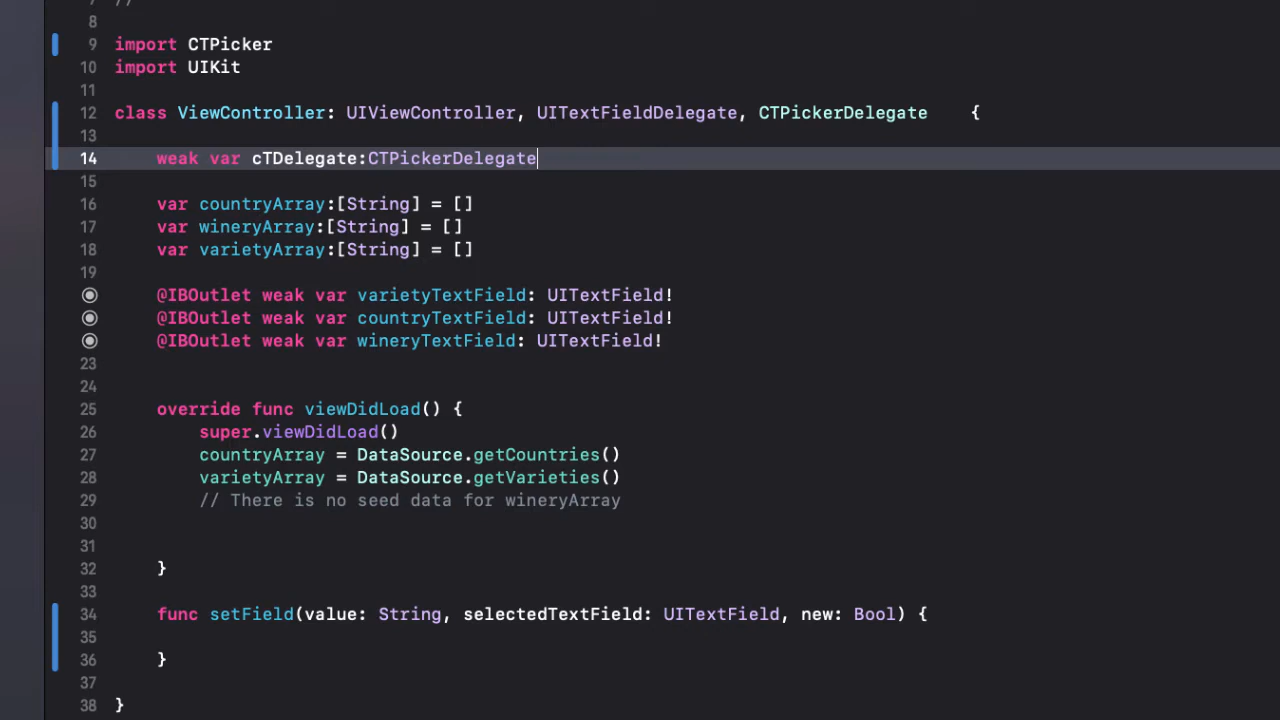 7 //
8
9 import CTPicker
10 import UIKit
11
12 class ViewController: UIViewController, UITextFieldDelegate, CTPickerDelegate    {
13
14     weak var cTDelegate:CTPickerDelegate
15
16     var countryArray:[String] = []
17     var wineryArray:[String] = []
18     var varietyArray:[String] = []
19
@IBOutlet weak var varietyTextField: UITextField!
@IBOutlet weak var countryTextField: UITextField!
@IBOutlet weak var wineryTextField: UITextField!
23
24
25     override func viewDidLoad() {
26         super.viewDidLoad()
27         countryArray = DataSource.getCountries()
28         varietyArray = DataSource.getVarieties()
29         // There is no seed data for wineryArray
30
31
32     }
33
34     func setField(value: String, selectedTextField: UITextField, new: Bool) {
35
36     }
37
38 }